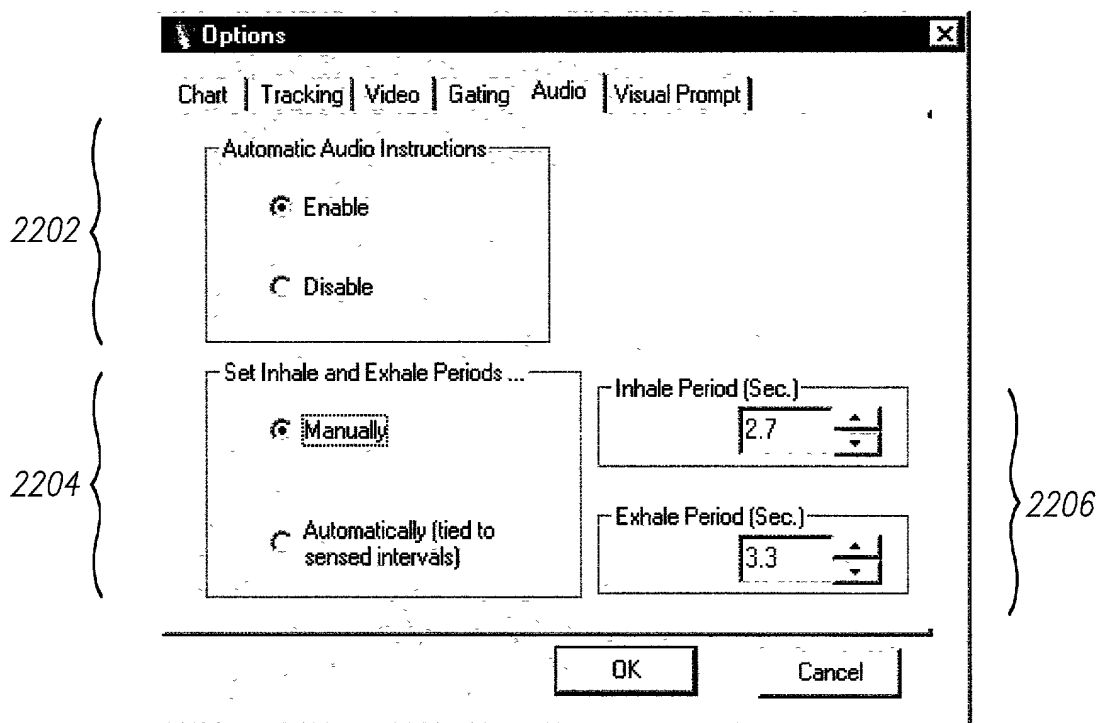 Options
Chart Tracking Video Gating Audio Visual Prompt
Automatic Audio Instructions
Enable
2202
Disable
Set Inhale and Exhale Periods ...
Inhale Period (Sec.)
Manually
2.7
2204
2206
Exhale Period (Sec.)
Automatically (tied to
sensed intervals)
3.3
OK Cancel